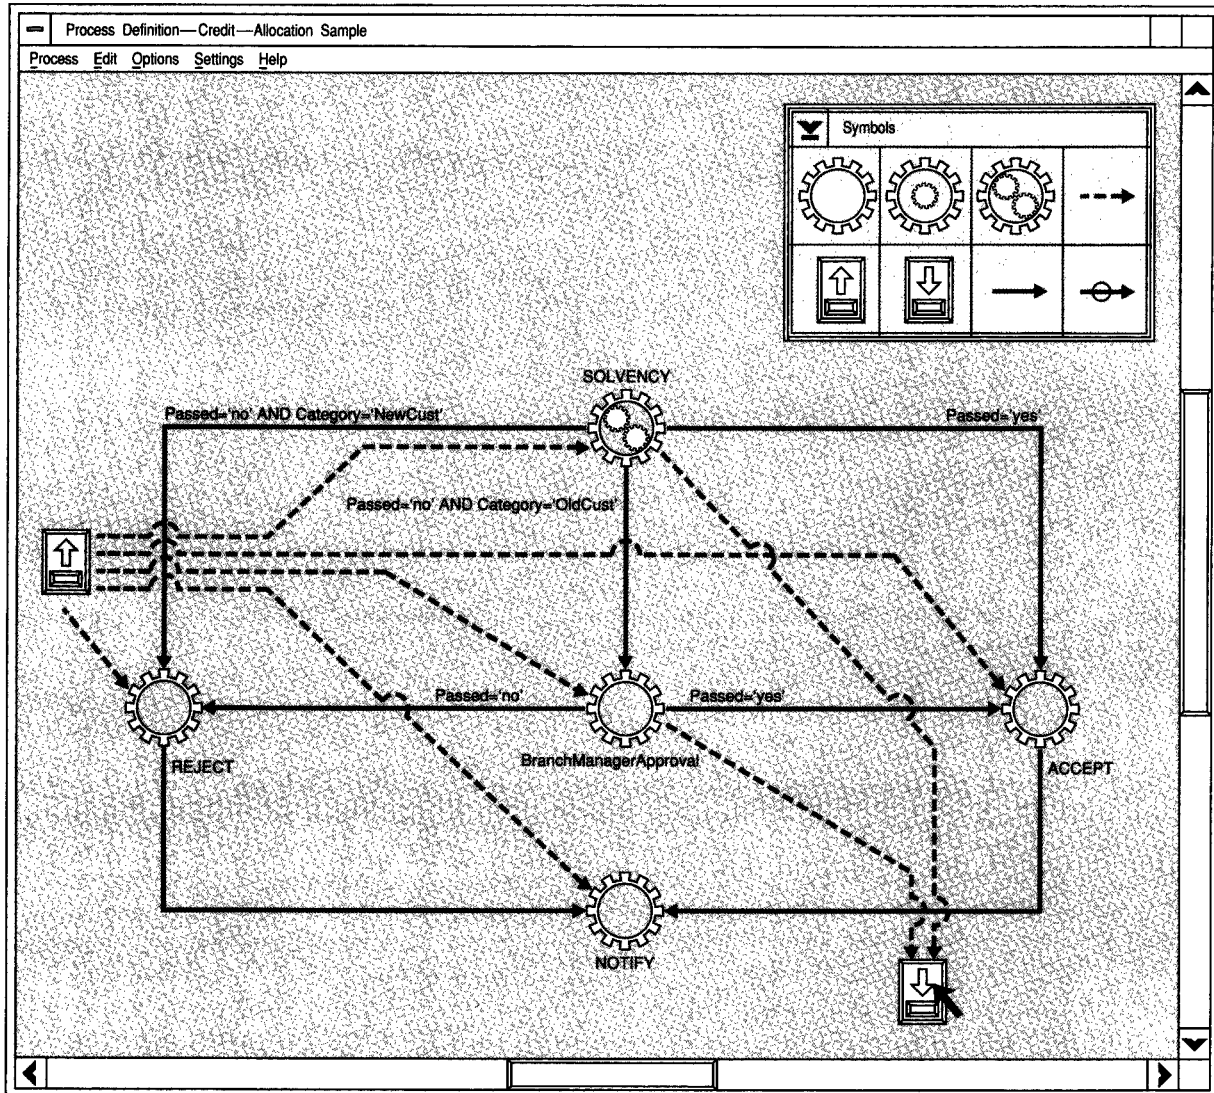 Process Definition—Credit—Allocation Sample
Process Edit Options Settings Help
Symbols
SOLVENCY
Passed='no' AND Category='NewCust'
Passed='yes'
Passed='no' AND Category='OldCust'
Passed='no'
Passed='yes'
BranchManagerApproval
REJECT
ACCEPT
NOTIFY